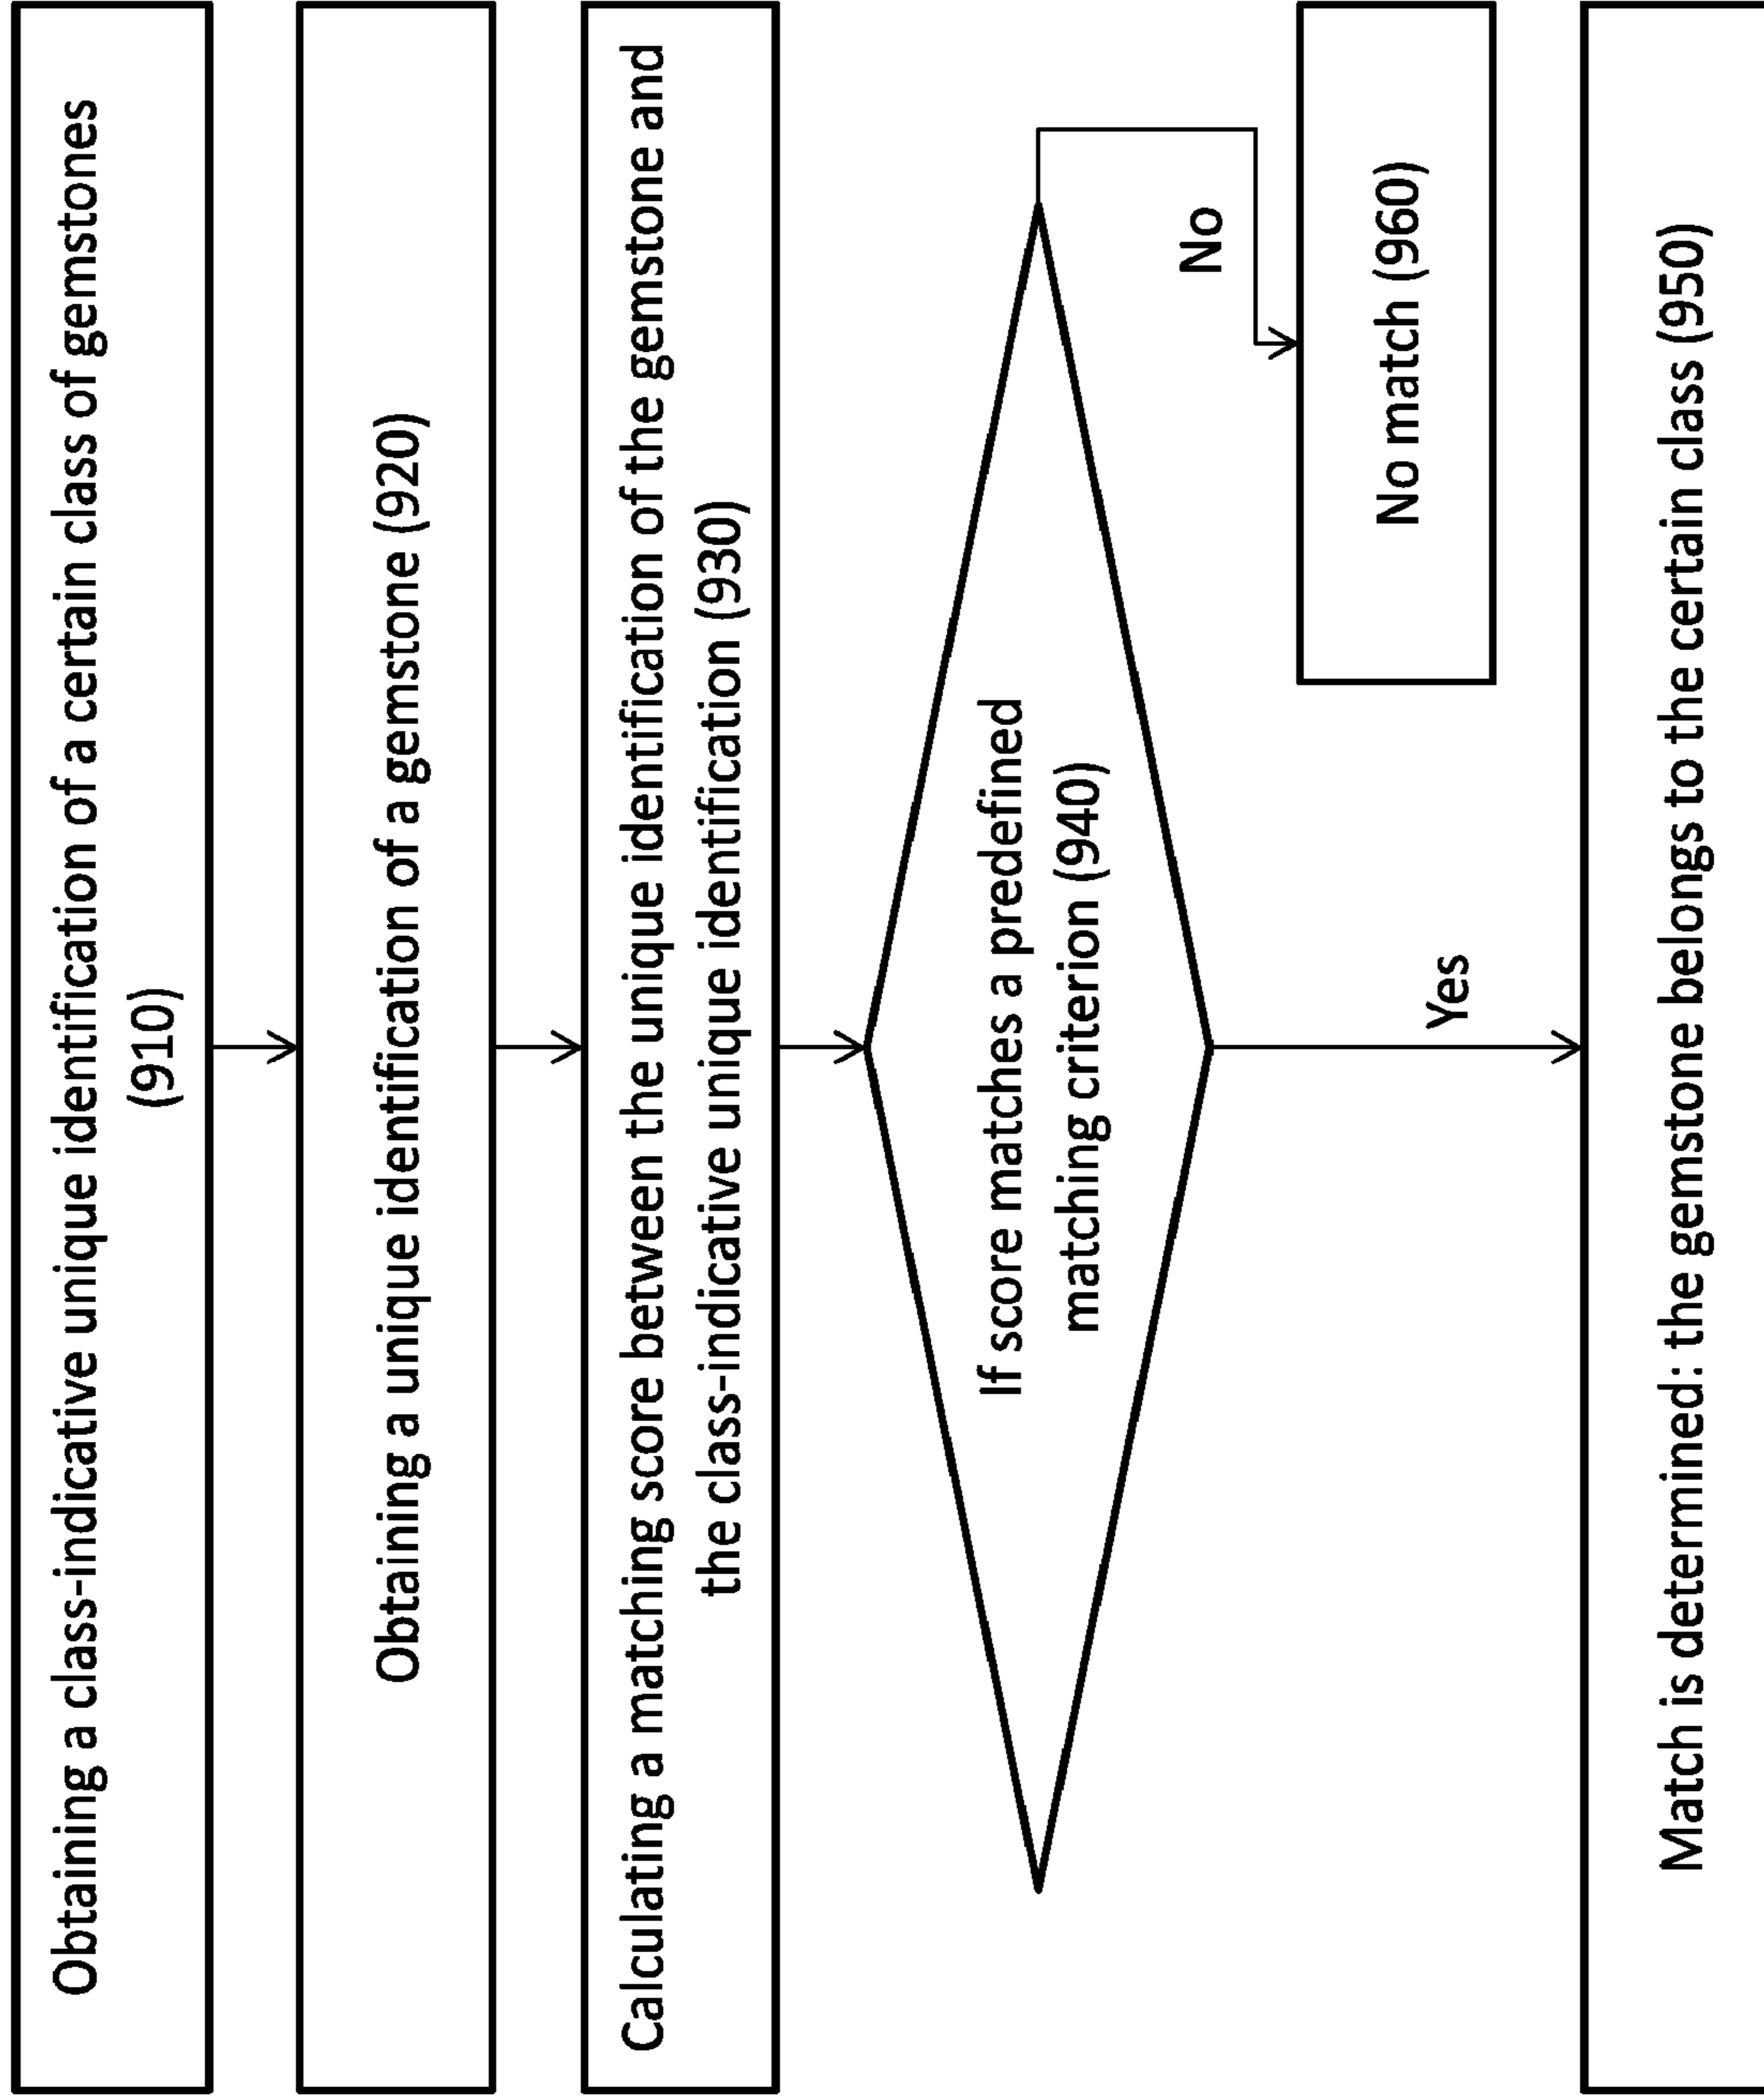 Obtaining a class-indicative unique identification of a certain class of gemstones
(910)
Obtaining a unique identification of a gemstone (920)
Calculating a matching score between the unique identification of the gemstone and
the class-indicative unique identification (930)
If score matches a predefined
matching criterion (940)
No
No match (960)
Yes
Match is determined: the gemstone belongs to the certain class (950)